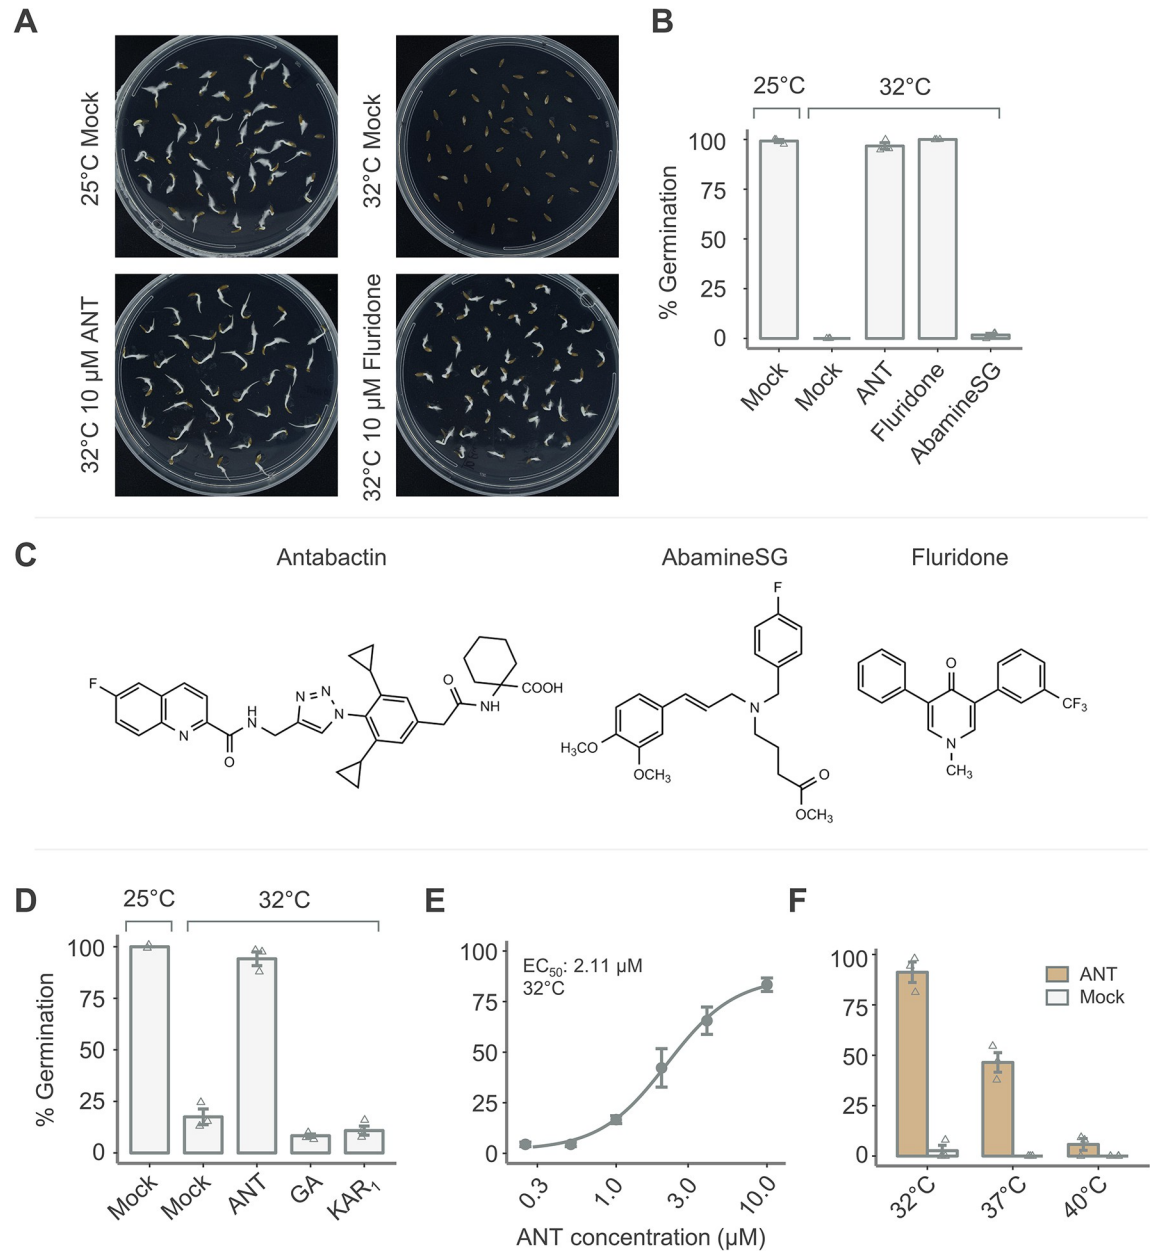 A
25°C Mock
32°C Mock
32°C 10 µM ANT
32°C 10 µM Fluridone
B
25°C
32°C
% Germination
100
75
50
25
0
Mock
Mock
ANT
Fluridone
AbamineSG
C
Antabactin
AbamineSG
Fluridone
F
N
O
H
N
N
N
N
O
NH
COOH
F
N
H₃CO
OCH₃
O
OCH₃
O
N
CH₃
CF₃
D
25°C
32°C
% Germination
100
75
50
25
0
Mock
Mock
ANT
GA
KAR₁
E
EC₅₀: 2.11 µM
32°C
100
75
50
25
0
0.3
1.0
3.0
10.0
ANT concentration (µM)
F
100
75
50
25
0
ANT
Mock
32°C
37°C
40°C